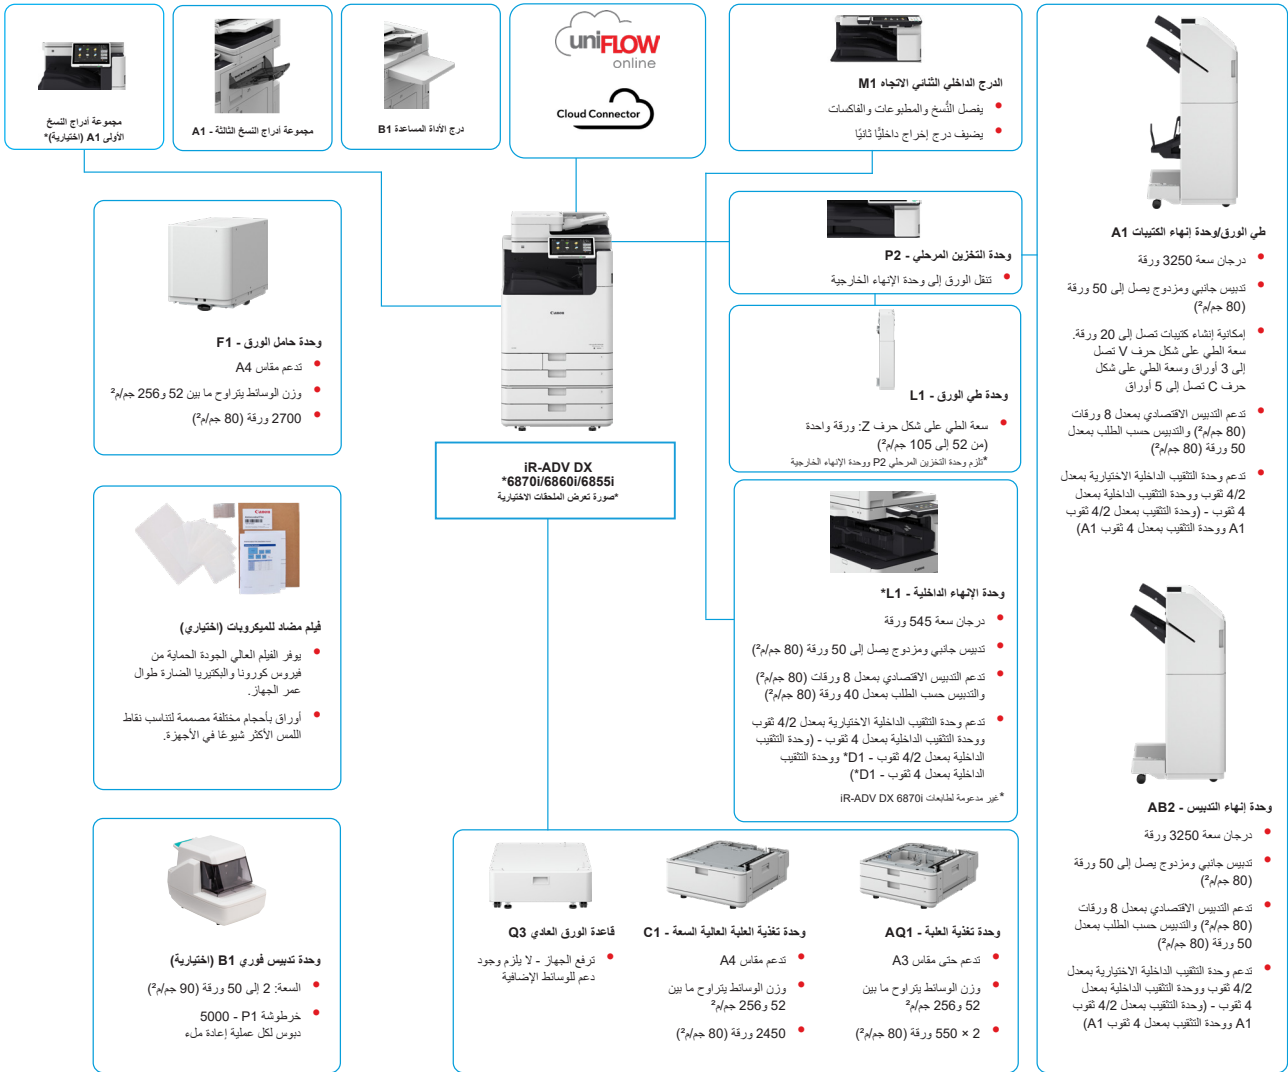 مجموعة أدراج النسخ
الأولى A1 (اختيارية)*
مجموعة أدراج النسخ الثالثة - A1
درج الأداة المساعدة B1
uniFLOW
online
Cloud Connector
الدرج الداخلي الثنائي الاتجاه M1
يفصل النُسخ والمطبوعات والفاكسات
يضيف درج إخراج داخليًا ثانيًا
طي الورق/وحدة إنهاء الكتيبات A1
درجان سعة 3250 ورقة
تدبيس جانبي ومزدوج يصل إلى 50 ورقة
(80 جم/م²)
إمكانية إنشاء كتيبات تصل إلى 20 ورقة.
سعة الطي على شكل حرف V تصل
إلى 3 أوراق وسعة الطي على شكل
حرف C تصل إلى 5 أوراق
تدعم التدبيس الاقتصادي بمعدل 8 ورقات
(80 جم/م²) والتدبيس حسب الطلب بمعدل
50 ورقة (80 جم/م²)
تدعم وحدة التثقيب الداخلية الاختيارية بمعدل
4/2 ثقوب ووحدة التثقيب الداخلية بمعدل
4 ثقوب - (وحدة التثقيب بمعدل 4/2 ثقوب
A1 ووحدة التثقيب بمعدل 4 ثقوب A1)
وحدة التخزين المرحلي - P2
تنقل الورق إلى وحدة الإنهاء الخارجية
وحدة حامل الورق - F1
تدعم مقاس A4
وزن الوسائط يتراوح ما بين 52 و256 جم/م²
2700 ورقة (80 جم/م²)
Canon
وحدة طي الورق - L1
سعة الطي على شكل حرف Z: ورقة واحدة
(من 52 إلى 105 جم/م²)
*تلزم وحدة التخزين المرحلي P2 ووحدة الإنهاء الخارجية
iR-ADV DX
6870i/6860i/6855i*
*صورة تعرض الملحقات الاختيارية
Canon
فيلم مضاد للميكروبات (اختياري)
يوفر الفيلم العالي الجودة الحماية من
فيروس كورونا والبكتيريا الضارة طوال
عمر الجهاز.
أوراق بأحجام مختلفة مصممة لتناسب نقاط
اللمس الأكثر شيوعًا في الأجهزة.
وحدة الإنهاء الداخلية - L1*
درجان سعة 545 ورقة
تدبيس جانبي ومزدوج يصل إلى 50 ورقة (80 جم/م²)
تدعم التدبيس الاقتصادي بمعدل 8 ورقات (80 جم/م²)
والتدبيس حسب الطلب بمعدل 40 ورقة (80 جم/م²)
تدعم وحدة التثقيب الداخلية الاختيارية بمعدل 4/2 ثقوب
ووحدة التثقيب الداخلية بمعدل 4 ثقوب - (وحدة التثقيب
الداخلية بمعدل 4/2 ثقوب - D1* ووحدة التثقيب
الداخلية بمعدل 4 ثقوب - D1*)
*غير مدعومة لطابعات iR-ADV DX 6870i
وحدة إنهاء التدبيس - AB2
درجان سعة 3250 ورقة
تدبيس جانبي ومزدوج يصل إلى 50 ورقة
(80 جم/م²)
تدعم التدبيس الاقتصادي بمعدل 8 ورقات
(80 جم/م²) والتدبيس حسب الطلب بمعدل
50 ورقة (80 جم/م²)
تدعم وحدة التثقيب الداخلية الاختيارية بمعدل
4/2 ثقوب ووحدة التثقيب الداخلية بمعدل
4 ثقوب - (وحدة التثقيب بمعدل 4/2 ثقوب
A1 ووحدة التثقيب بمعدل 4 ثقوب A1)
وحدة تدبيس فوري B1 (اختيارية)
السعة: 2 إلى 50 ورقة (90 جم/م²)
خرطوشة P1 - 5000
دبوس لكل عملية إعادة ملء
وحدة تغذية العلبة - AQ1
تدعم حتى مقاس A3
وزن الوسائط يتراوح ما بين
52 و256 جم/م²
2 × 550 ورقة (80 جم/م²)
وحدة تغذية العلبة العالية السعة - C1
تدعم مقاس A4
وزن الوسائط يتراوح ما بين
52 و256 جم/م²
2450 ورقة (80 جم/م²)
قاعدة الورق العادي Q3
ترفع الجهاز - لا يلزم وجود
دعم للوسائط الإضافية